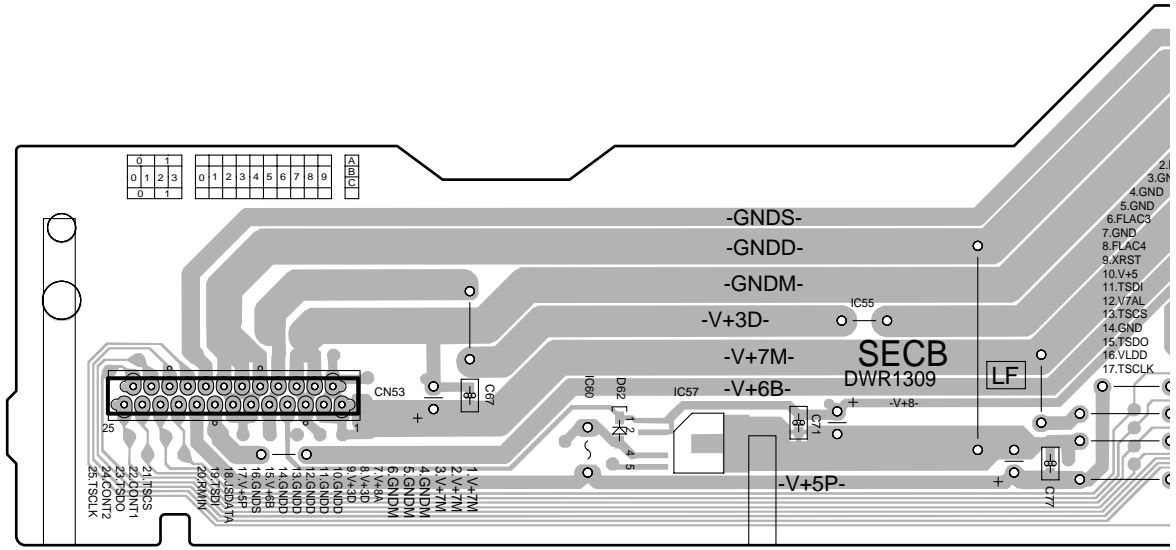 0 1
0 1 2 3
0 1
0 1 2 3 4 5 6 7 8 9
A
B
C
-GNDS-
-GNDD-
-GNDM-
-V+3D-
-V+7M-
-V+6B-
-V+8-
-V+5P-
IC55
SECB
DWR1309
LF
CN53
C67
IC60
D62
IC57
C71
C77
1
2
4
5
+
+
+
25
1
3.GN
4.GND
5.GND
6.FLAC3
7.GND
8.FLAC4
9.XRST
10.V+5
11.TSDI
12.V7AL
13.TSCS
14.GND
15.TSDO
16.VLDD
17.TSCLK
25.TSCLK
24.CONT2
23.TSDO
22.CONT1
21.TSCS
20.RMIN
19.TSDI
18.JSDATA
17.V+5P
16.GNDS
15.V+6B
14.GNDD
13.GNDD
12.GNDD
11.GNDD
10.GNDD
9.V+3D
8.V+3D
7.V+8A
6.GNDM
5.GNDM
4.GNDM
3.V+7M
2.V+7M
1.V+7M